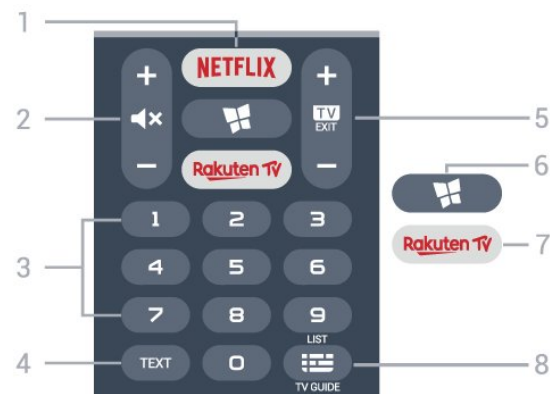 1
NETFLIX
+ +
2
TV
EXIT
5
6
− −
Rakuten TV
Rakuten TV
7
1 2 3
3
4 5 6
7 8 9
LIST
4
TEXT 0
8
TV GUIDE